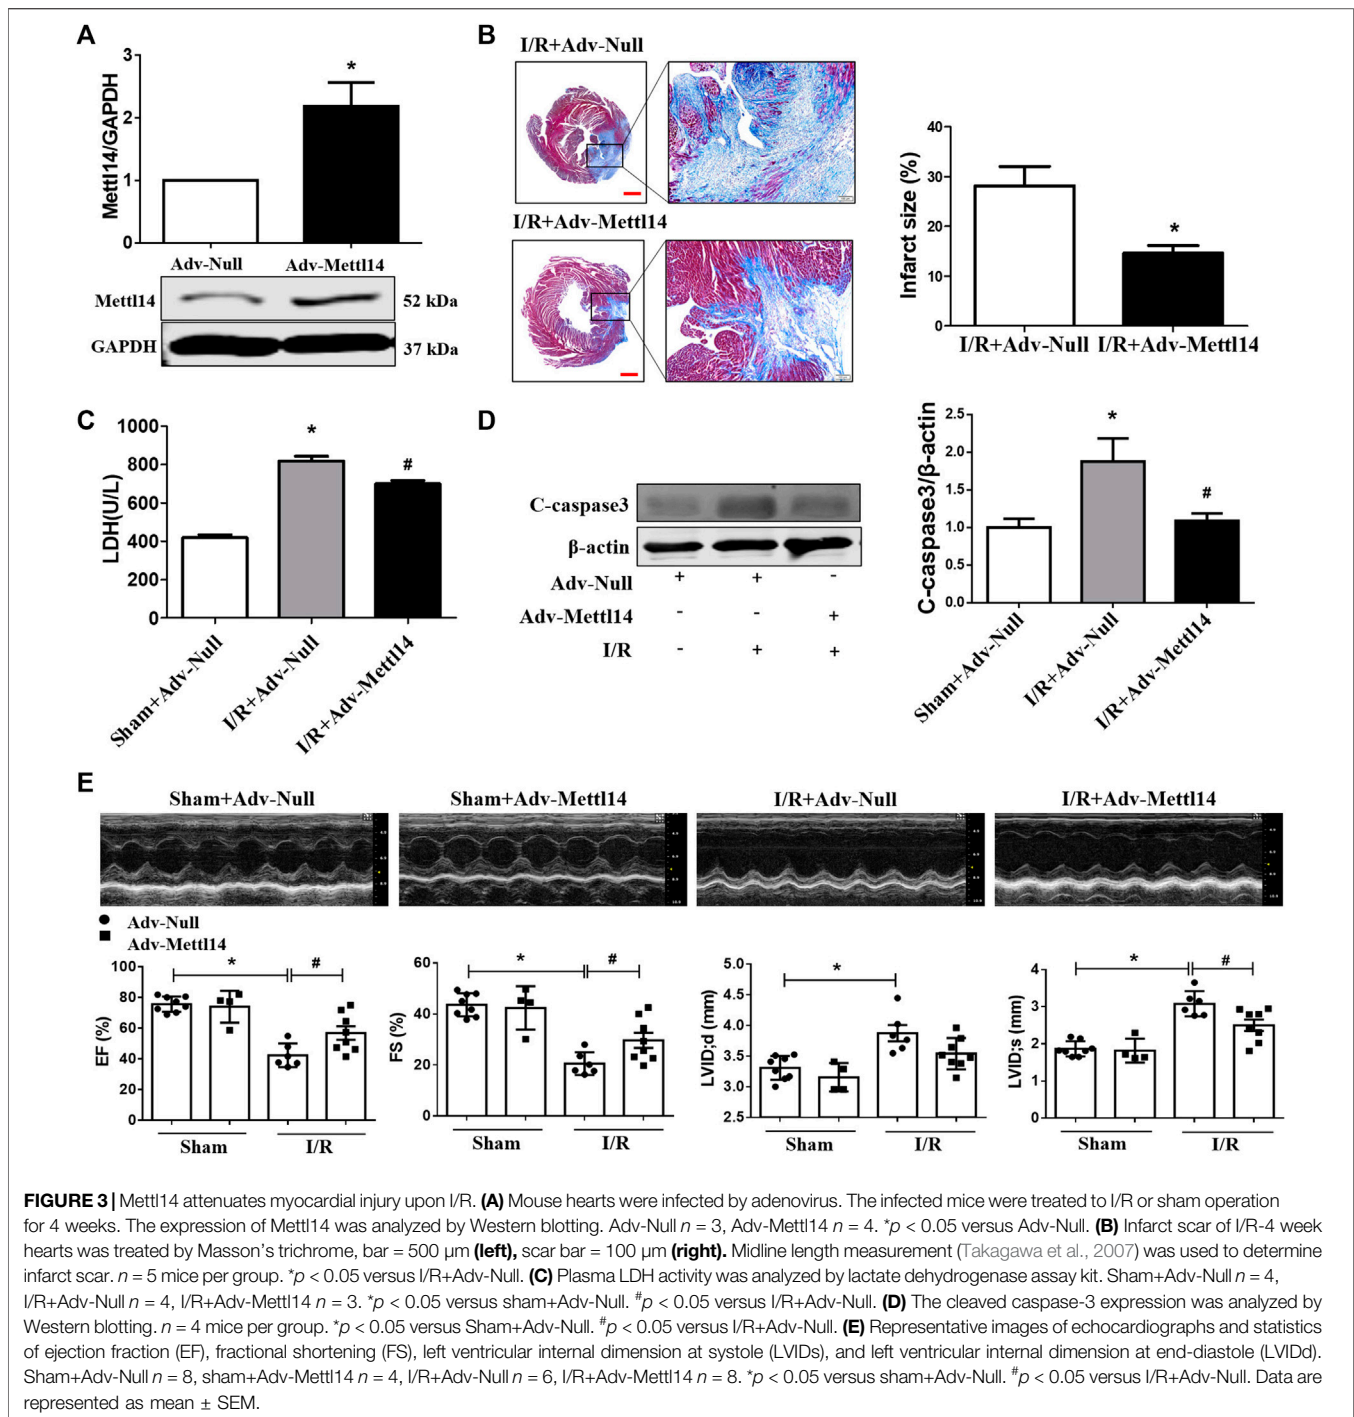 A
Mettl14/GAPDH
3
2
1
0
*
Adv-Null Adv-Mettl14
Mettl14 52 kDa
GAPDH 37 kDa
B
I/R+Adv-Null
I/R+Adv-Mettl14
Infarct size (%)
40
30
20
10
0
*
I/R+Adv-Null I/R+Adv-Mettl14
C
LDH(U/L)
1000
800
600
400
200
0
* #
Sham+Adv-Null
I/R+Adv-Null
I/R+Adv-Mettl14
D
C-caspase3
β-actin
Adv-Null + + -
Adv-Mettl14 - - +
I/R - + +
C-caspase3/β-actin
2.5
2.0
1.5
1.0
0.5
0.0
* #
Sham+Adv-Null
I/R+Adv-Null
I/R+Adv-Mettl14
E
Sham+Adv-Null Sham+Adv-Mettl14 I/R+Adv-Null I/R+Adv-Mettl14
Adv-Null
Adv-Mettl14
EF (%)
100
80
60
40
20
0
* #
Sham I/R
FS (%)
60
40
20
0
* #
Sham I/R
LVID;d (mm)
5.0
4.5
4.0
3.5
3.0
2.5
*
Sham I/R
LVID;s (mm)
4
3
2
1
0
* #
Sham I/R
FIGURE 3 | Mettl14 attenuates myocardial injury upon I/R. (A) Mouse hearts were infected by adenovirus. The infected mice were treated to I/R or sham operation
for 4 weeks. The expression of Mettl14 was analyzed by Western blotting. Adv-Null n = 3, Adv-Mettl14 n = 4. *p < 0.05 versus Adv-Null. (B) Infarct scar of I/R-4 week
hearts was treated by Masson's trichrome, bar = 500 μm (left), scar bar = 100 μm (right). Midline length measurement (Takagawa et al., 2007) was used to determine
infarct scar. n = 5 mice per group. *p < 0.05 versus I/R+Adv-Null. (C) Plasma LDH activity was analyzed by lactate dehydrogenase assay kit. Sham+Adv-Null n = 4,
I/R+Adv-Null n = 4, I/R+Adv-Mettl14 n = 3. *p < 0.05 versus sham+Adv-Null. #p < 0.05 versus I/R+Adv-Null. (D) The cleaved caspase-3 expression was analyzed by
Western blotting. n = 4 mice per group. *p < 0.05 versus Sham+Adv-Null. #p < 0.05 versus I/R+Adv-Null. (E) Representative images of echocardiographs and statistics
of ejection fraction (EF), fractional shortening (FS), left ventricular internal dimension at systole (LVIDs), and left ventricular internal dimension at end-diastole (LVIDd).
Sham+Adv-Null n = 8, sham+Adv-Mettl14 n = 4, I/R+Adv-Null n = 6, I/R+Adv-Mettl14 n = 8. *p < 0.05 versus sham+Adv-Null. #p < 0.05 versus I/R+Adv-Null. Data are
represented as mean ± SEM.